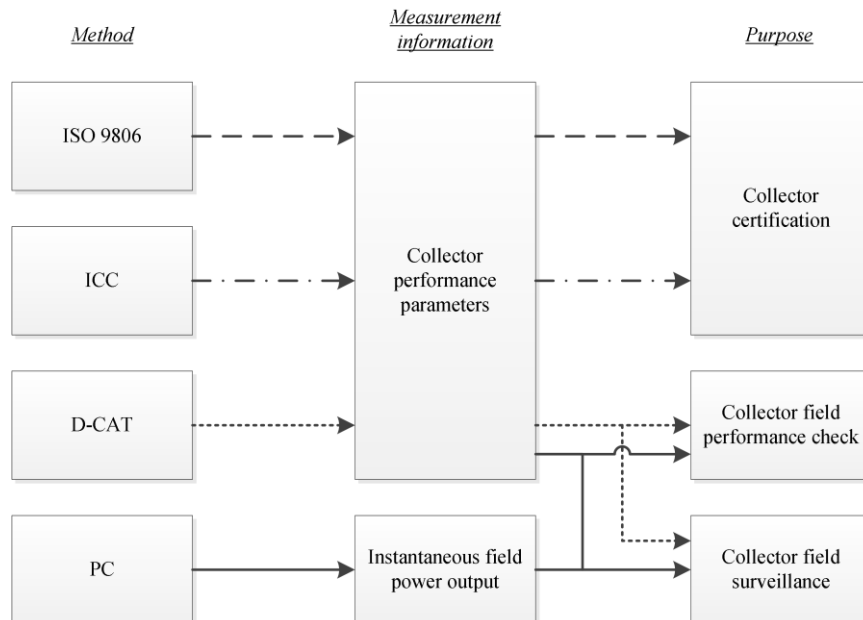 Method
Measurement
information
Purpose
ISO 9806
ICC
D-CAT
PC
Collector
performance
parameters
Instantaneous field
power output
Collector
certification
Collector field
performance check
Collector field
surveillance